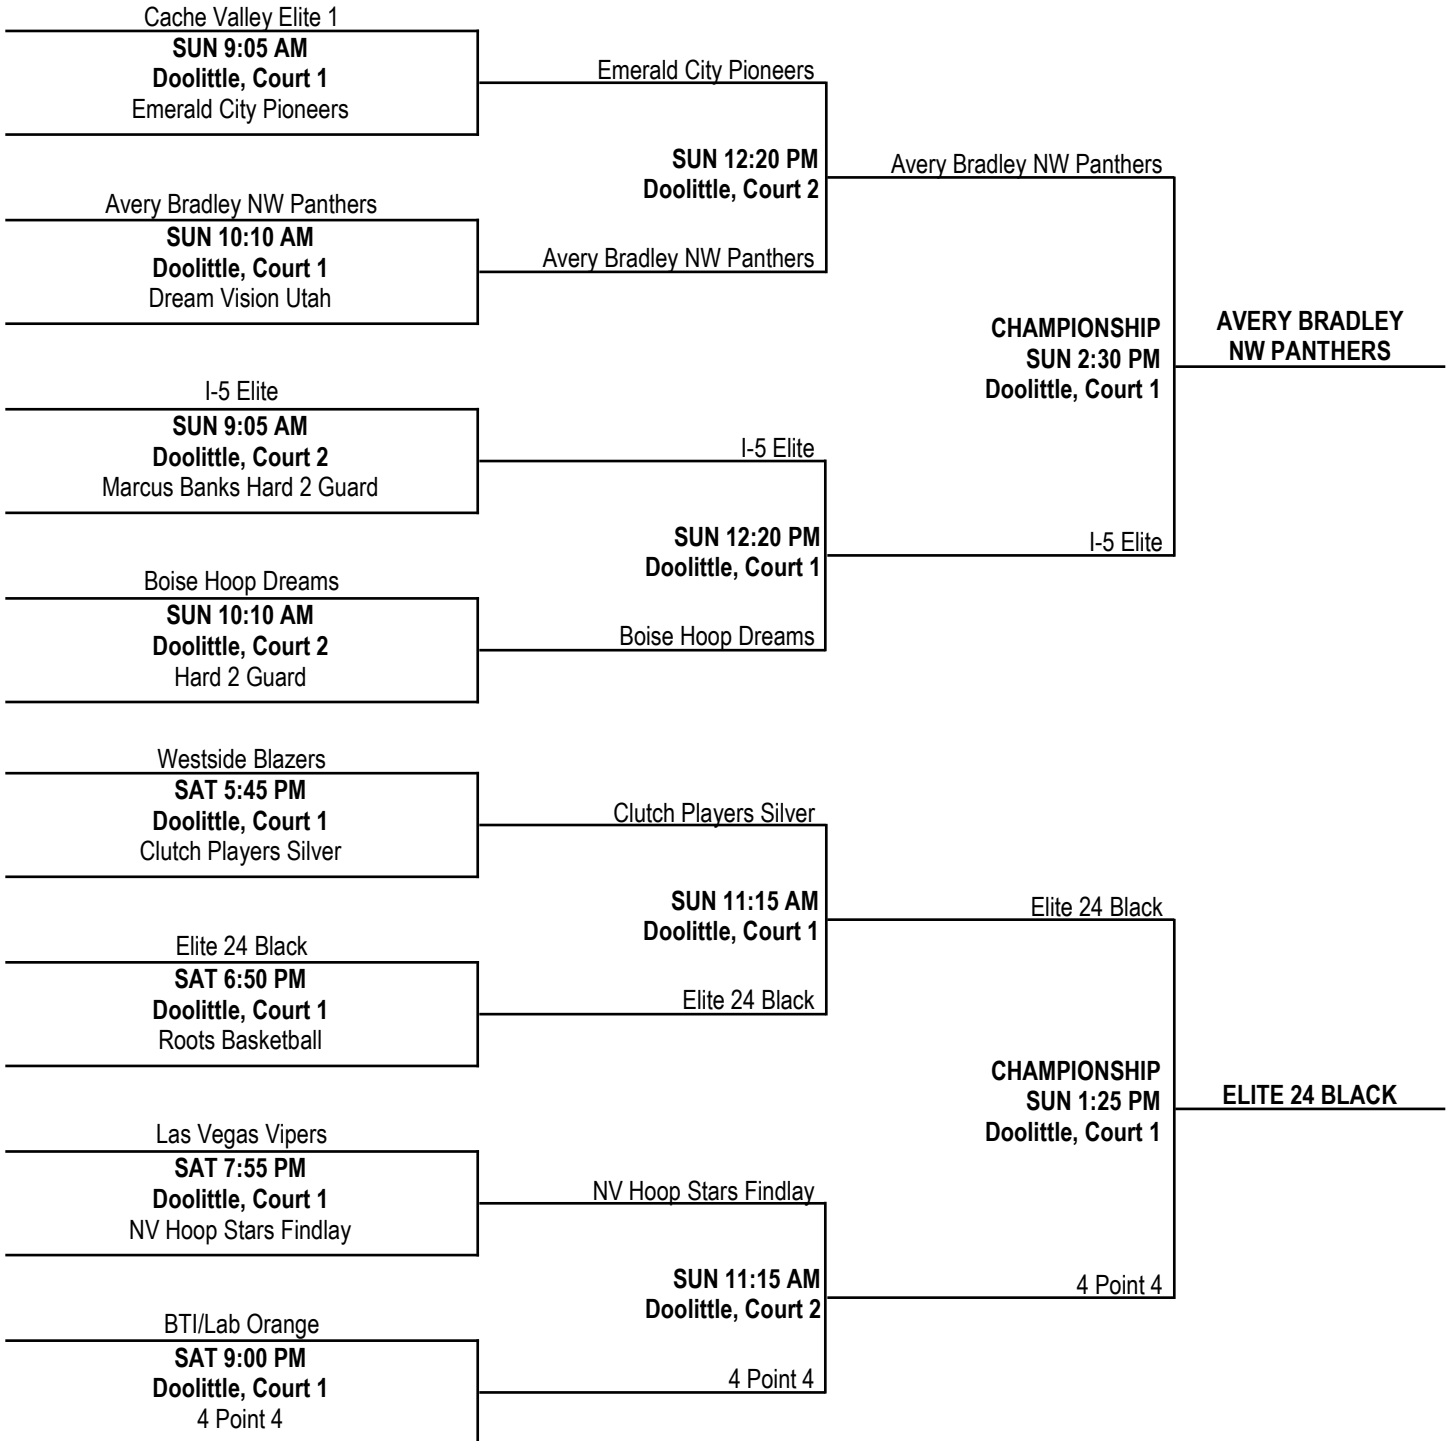 Cache Valley Elite 1
SUN 9:05 AM
Doolittle, Court 1
Emerald City Pioneers
Emerald City Pioneers
SUN 12:20 PM
Doolittle, Court 2
Avery Bradley NW Panthers
Avery Bradley NW Panthers
SUN 10:10 AM
Doolittle, Court 1
Dream Vision Utah
Avery Bradley NW Panthers
CHAMPIONSHIP
SUN 2:30 PM
Doolittle, Court 1
AVERY BRADLEY
NW PANTHERS
I-5 Elite
SUN 9:05 AM
Doolittle, Court 2
Marcus Banks Hard 2 Guard
I-5 Elite
SUN 12:20 PM
Doolittle, Court 1
I-5 Elite
Boise Hoop Dreams
SUN 10:10 AM
Doolittle, Court 2
Hard 2 Guard
Boise Hoop Dreams
Westside Blazers
SAT 5:45 PM
Doolittle, Court 1
Clutch Players Silver
Clutch Players Silver
SUN 11:15 AM
Doolittle, Court 1
Elite 24 Black
Elite 24 Black
SAT 6:50 PM
Doolittle, Court 1
Roots Basketball
Elite 24 Black
CHAMPIONSHIP
SUN 1:25 PM
Doolittle, Court 1
ELITE 24 BLACK
Las Vegas Vipers
SAT 7:55 PM
Doolittle, Court 1
NV Hoop Stars Findlay
NV Hoop Stars Findlay
SUN 11:15 AM
Doolittle, Court 2
4 Point 4
BTI/Lab Orange
SAT 9:00 PM
Doolittle, Court 1
4 Point 4
4 Point 4